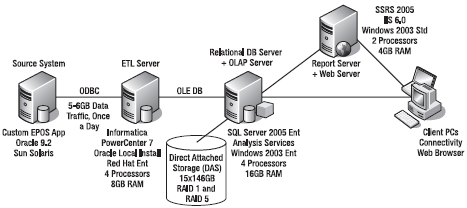 Source System
Custom EPOS App
Oracle 9.2
Sun Solaris
ODBC
5-6GB Data
Traffic, Once
a Day
ETL Server
Informatica
PowerCenter 7
Oracle Local Install
Red Hat Ent
4 Processors
8GB RAM
OLE DB
Relational DB Server
+ OLAP Server
SQL Server 2005 Ent
Analysis Services
Windows 2003 Ent
4 Processors
16GB RAM
Direct Attached
Storage (DAS)
15x146GB
RAID 1 and
RAID 5
Report Server
+ Web Server
SSRS 2005
IIS 6,0
Windows 2003 Std
2 Processors
4GB RAM
Client PCs
Connectivity
Web Browser